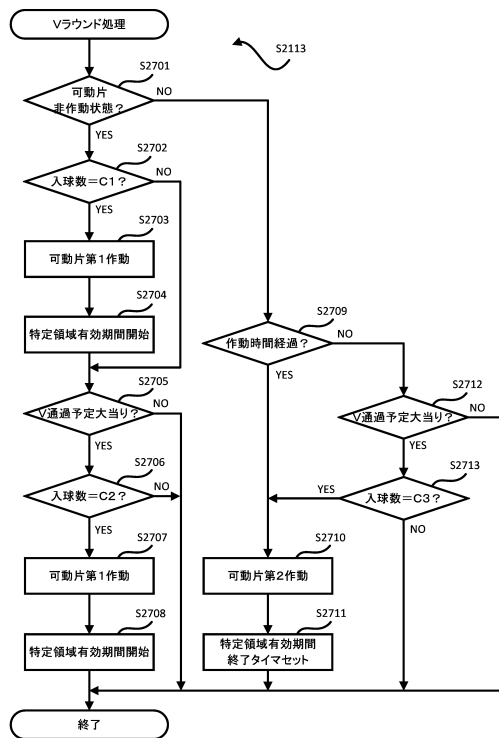 Vラウンド処理
S2113
S2701
可動片
非作動状態？
NO
YES
S2702
入球数＝C1？
NO
YES
S2703
可動片第1作動
S2704
特定領域有効期間開始
S2705
V通過予定大当り？
NO
YES
S2706
入球数＝C2？
NO
YES
S2707
可動片第1作動
S2708
特定領域有効期間開始
S2709
作動時間経過？
NO
YES
S2712
V通過予定大当り？
NO
YES
S2713
入球数＝C3？
YES
NO
S2710
可動片第2作動
S2711
特定領域有効期間
終了タイマセット
終了